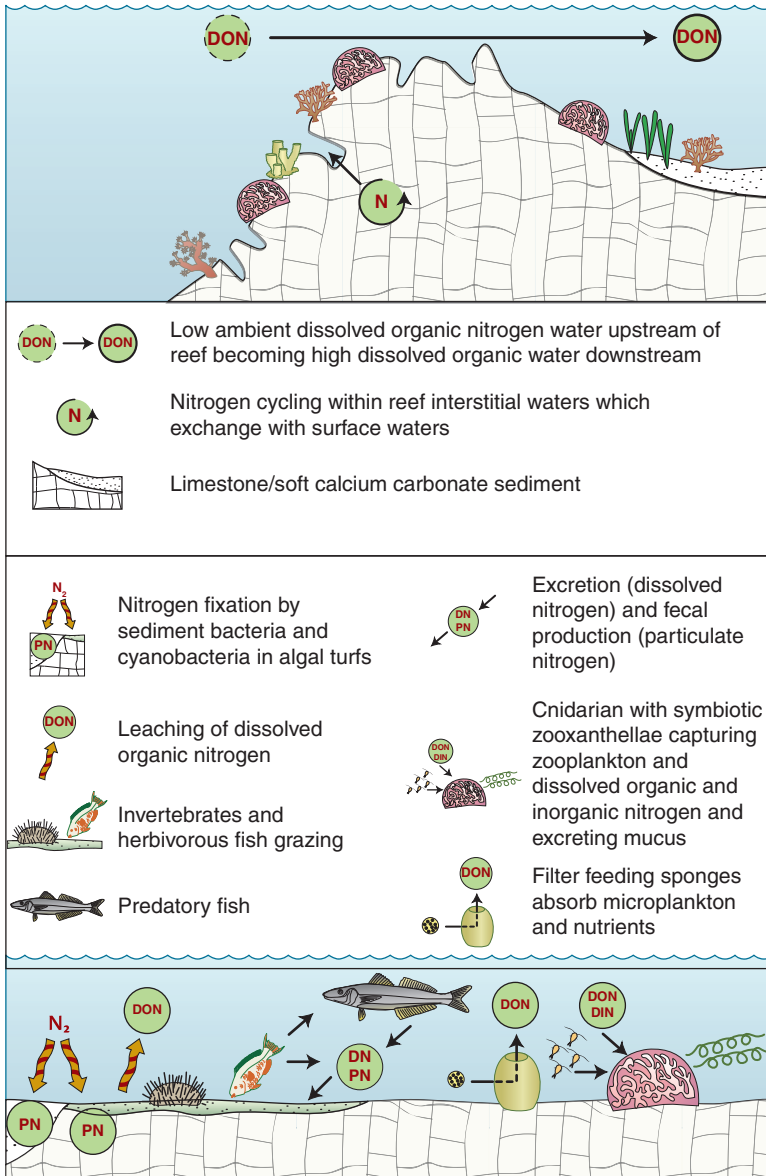 DON
DON
N
DON
DON
Low ambient dissolved organic nitrogen water upstream of
reef becoming high dissolved organic water downstream
N
Nitrogen cycling within reef interstitial waters which
exchange with surface waters
Limestone/soft calcium carbonate sediment
N2
PN
Nitrogen fixation by
sediment bacteria and
cyanobacteria in algal turfs
DON
Leaching of dissolved
organic nitrogen
Invertebrates and
herbivorous fish grazing
Predatory fish
DN
PN
Excretion (dissolved
nitrogen) and fecal
production (particulate
nitrogen)
DON
DIN
Cnidarian with symbiotic
zooxanthellae capturing
zooplankton and
dissolved organic and
inorganic nitrogen and
excreting mucus
DON
Filter feeding sponges
absorb microplankton
and nutrients
N2
DON
DN
PN
DON
DON
DIN
PN
PN